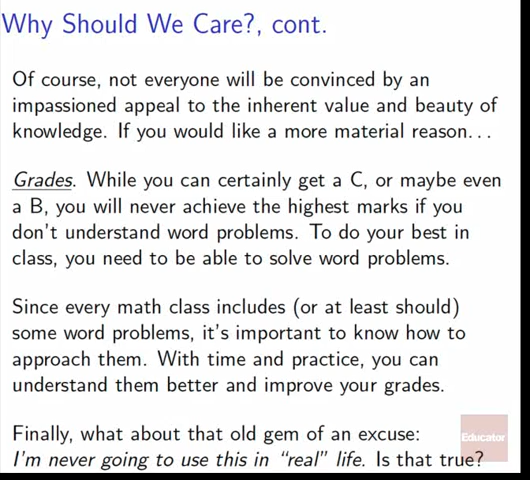 Why Should We Care?, cont.
Of course, not everyone will be convinced by an
impassioned appeal to the inherent value and beauty of
knowledge. If you would like a more material reason...
Grades. While you can certainly get a C, or maybe even
a B, you will never achieve the highest marks if you
don't understand word problems. To do your best in
class, you need to be able to solve word problems.
Since every math class includes (or at least should)
some word problems, it's important to know how to
approach them. With time and practice, you can
understand them better and improve your grades.
Finally, what about that old gem of an excuse:
Educator
I'm never going to use this in “real” life. Is that true?